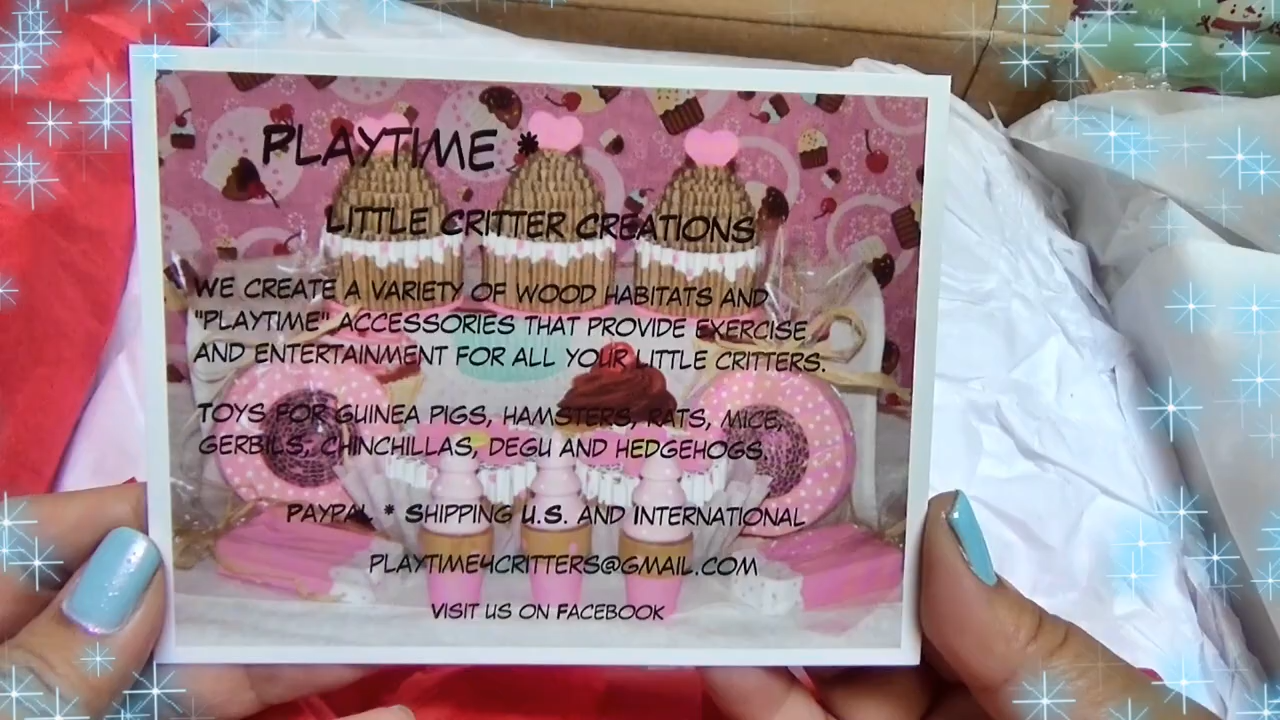 PLAYTIME *
LITTLE CRITTER CREATIONS
WE CREATE A VARIETY OF WOOD HABITATS AND
"PLAYTIME" ACCESSORIES THAT PROVIDE EXERCISE
AND ENTERTAINMENT FOR ALL YOUR LITTLE CRITTERS.
TOYS FOR GUINEA PIGS, HAMSTERS, RATS, MICE,
GERBILS, CHINCHILLAS, DEGU AND HEDGEHOGS.
PAYPAL * SHIPPING U.S. AND INTERNATIONAL
PLAYTIME4CRITTERS@GMAIL.COM
VISIT US ON FACEBOOK